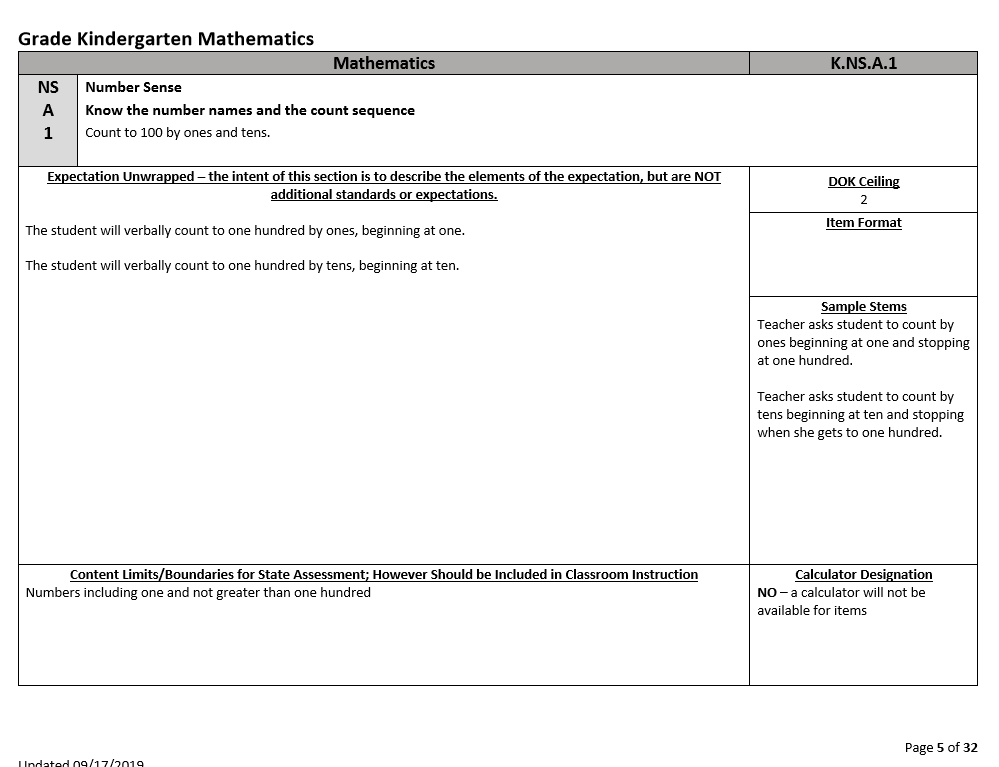 Grade Kindergarten Mathematics
Mathematics
K.NS.A.1
NS
Number Sense
A
Know the number names and the count sequence
1
Count to 100 by ones and tens.
Expectation Unwrapped – the intent of this section is to describe the elements of the expectation, but are NOT
additional standards or expectations.
The student will verbally count to one hundred by ones, beginning at one.
The student will verbally count to one hundred by tens, beginning at ten.
DOK Ceiling
2
Item Format
Sample Stems
Teacher asks student to count by
ones beginning at one and stopping
at one hundred.
Teacher asks student to count by
tens beginning at ten and stopping
when she gets to one hundred.
Content Limits/Boundaries for State Assessment; However Should be Included in Classroom Instruction
Numbers including one and not greater than one hundred
Calculator Designation
NO – a calculator will not be
available for items
Page 5 of 32
Updated 09/17/2019